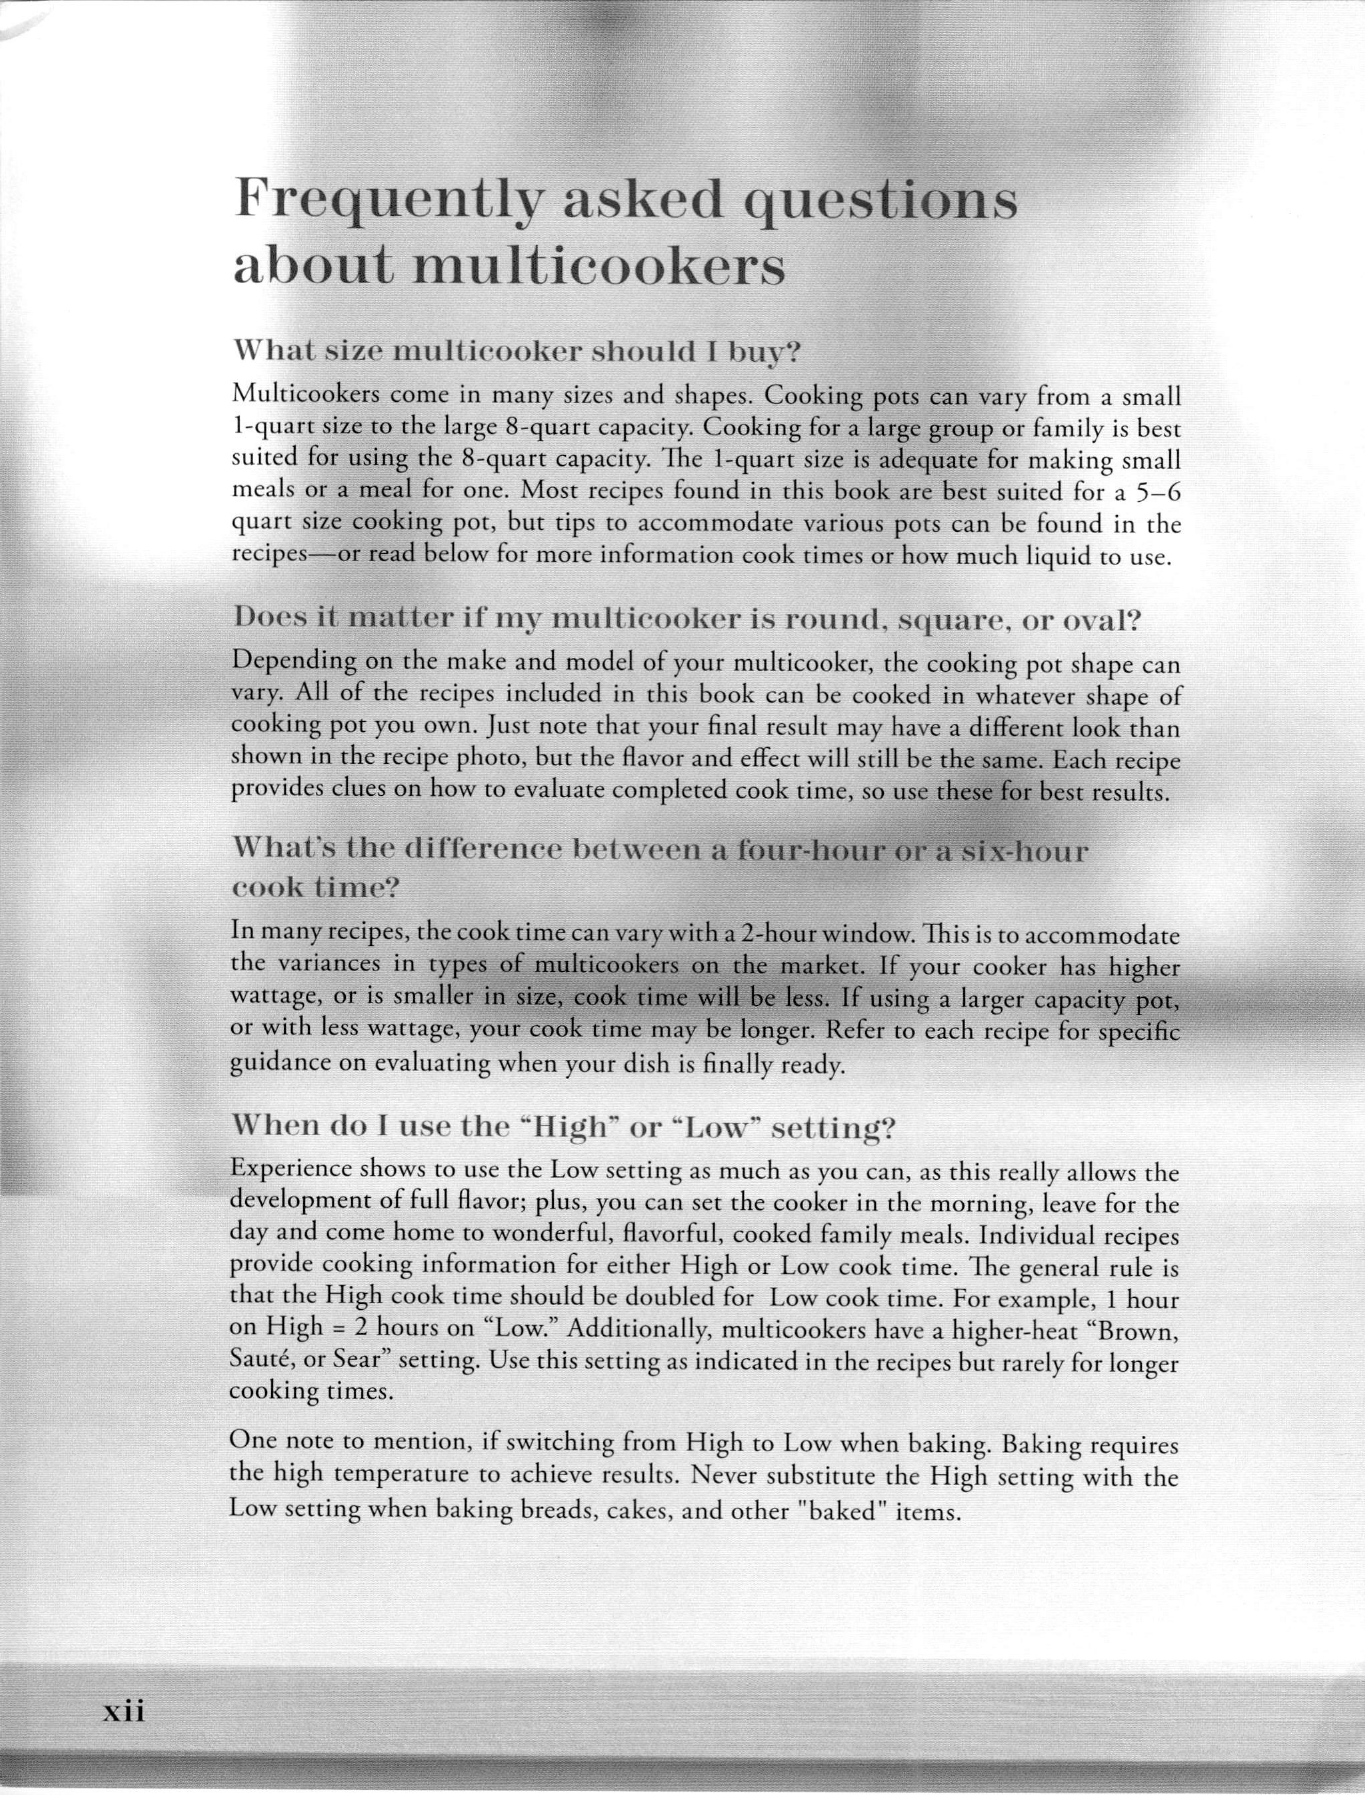 Frequently asked questions
about multicookers
What size multicooker should I buy?
Multicookers come in many sizes and shapes. Cooking pots can vary from a small
1-quart size to the large 8-quart capacity. Cooking for a large group or family is best
suited for using the 8-quart capacity. The 1-quart size is adequate for making small
meals or a meal for one. Most recipes found in this book are best suited for a 5–6
quart size cooking pot, but tips to accommodate various pots can be found in the
recipes—or read below for more information cook times or how much liquid to use.
Does it matter if my multicooker is round, square, or oval?
Depending on the make and model of your multicooker, the cooking pot shape can
vary. All of the recipes included in this book can be cooked in whatever shape of
cooking pot you own. Just note that your final result may have a different look than
shown in the recipe photo, but the flavor and effect will still be the same. Each recipe
provides clues on how to evaluate completed cook time, so use these for best results.
What's the difference between a four-hour or a six-hour
cook time?
In many recipes, the cook time can vary with a 2-hour window. This is to accommodate
the variances in types of multicookers on the market. If your cooker has higher
wattage, or is smaller in size, cook time will be less. If using a larger capacity pot,
or with less wattage, your cook time may be longer. Refer to each recipe for specific
guidance on evaluating when your dish is finally ready.
When do I use the “High” or “Low” setting?
Experience shows to use the Low setting as much as you can, as this really allows the
development of full flavor; plus, you can set the cooker in the morning, leave for the
day and come home to wonderful, flavorful, cooked family meals. Individual recipes
provide cooking information for either High or Low cook time. The general rule is
that the High cook time should be doubled for Low cook time. For example, 1 hour
on High = 2 hours on “Low.” Additionally, multicookers have a higher-heat “Brown,
Sauté, or Sear” setting. Use this setting as indicated in the recipes but rarely for longer
cooking times.
One note to mention, if switching from High to Low when baking. Baking requires
the high temperature to achieve results. Never substitute the High setting with the
Low setting when baking breads, cakes, and other "baked" items.
xii